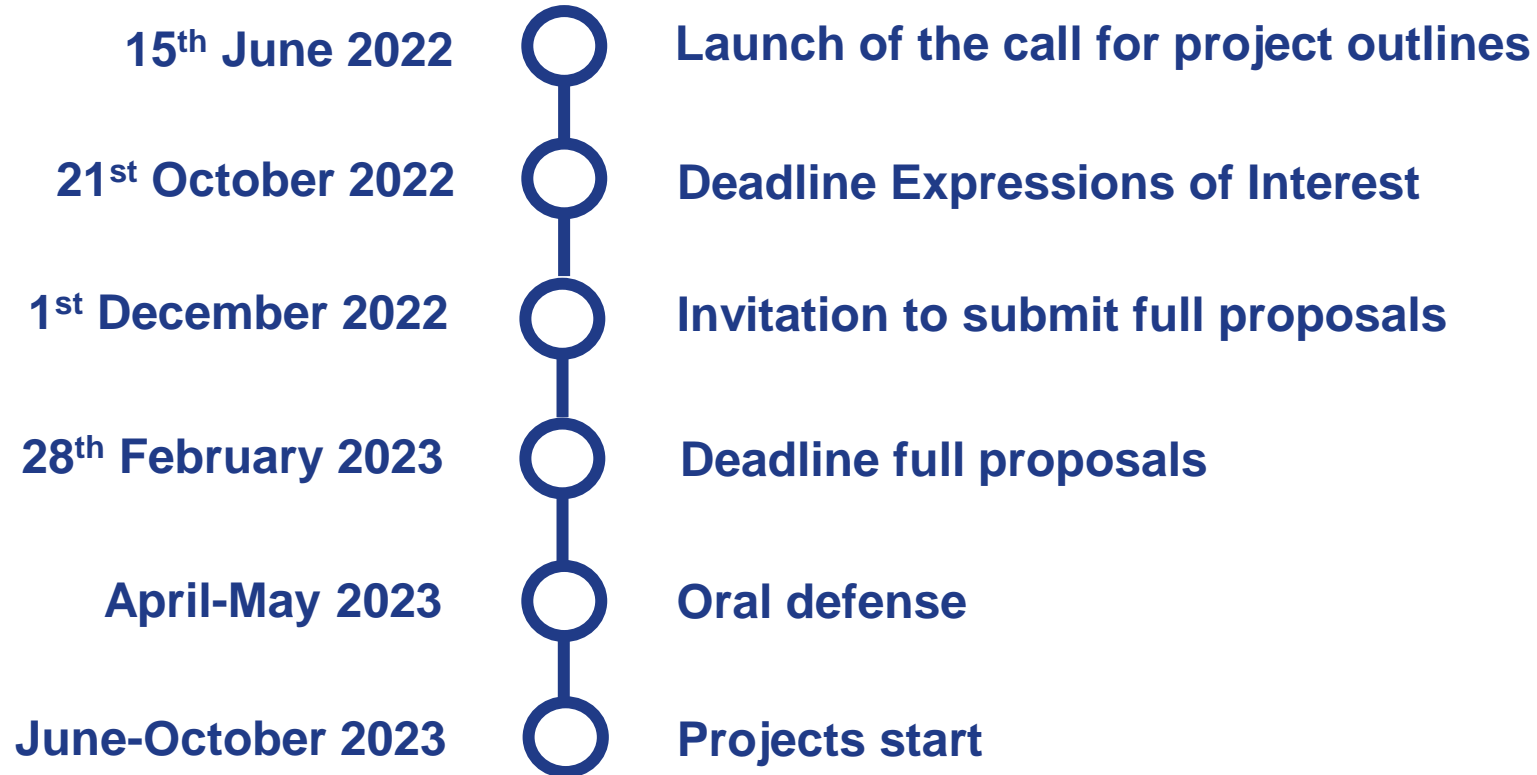 15th June 2022 Launch of the call for project outlines
21st October 2022 Deadline Expressions of Interest
1st December 2022 Invitation to submit full proposals
28th February 2023 Deadline full proposals
April-May 2023 Oral defense
June-October 2023 Projects start